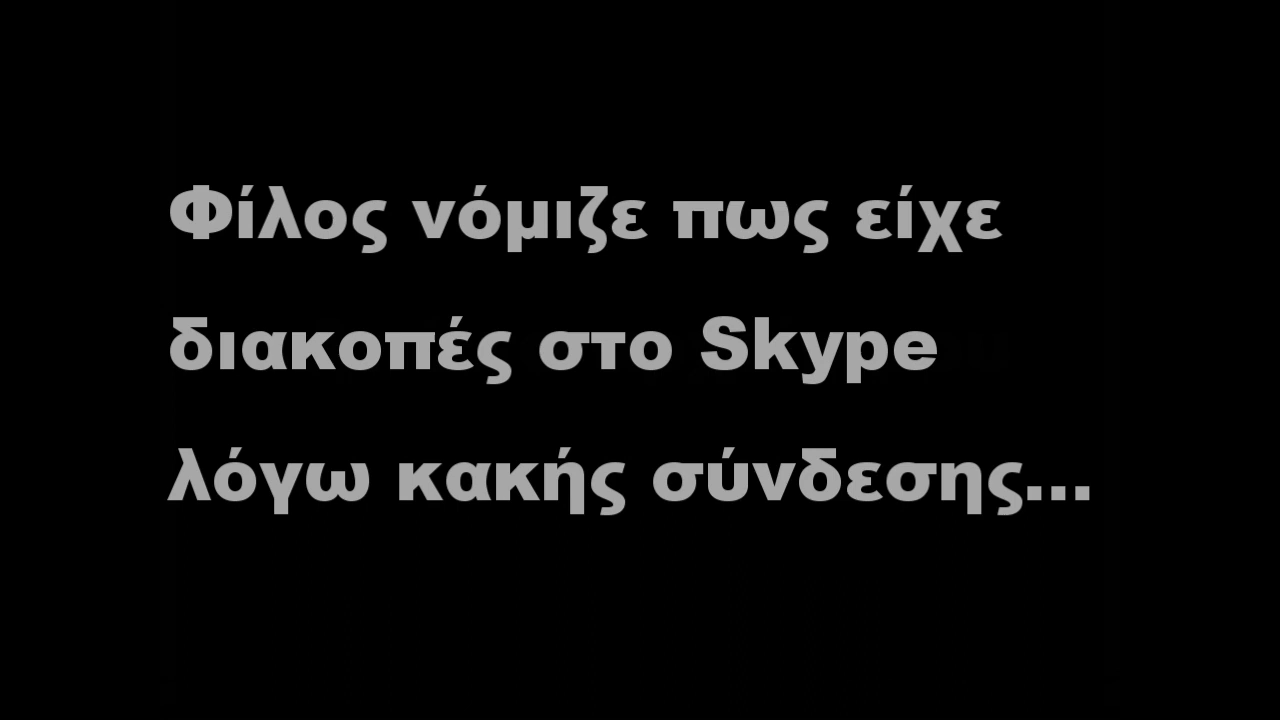 Φίλος νόμιζε πως είχε
διακοπές στο Skype
λόγω κακής σύνδεσης...